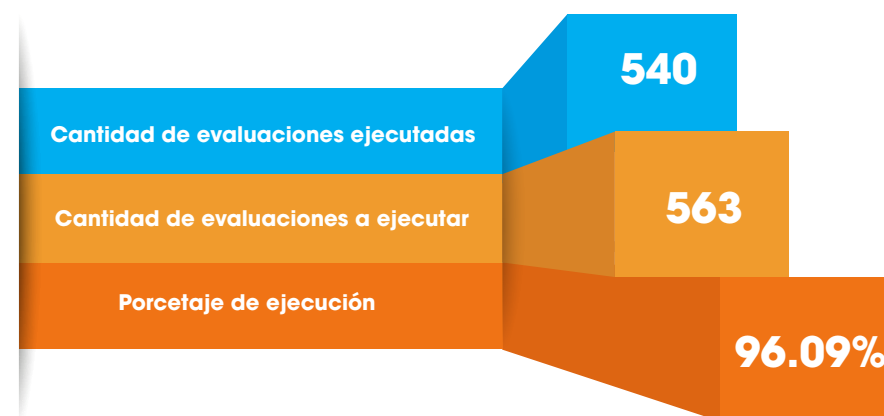 540
Cantidad de evaluaciones ejecutadas
563
Cantidad de evaluaciones a ejecutar
Porcetaje de ejecución
96.09%